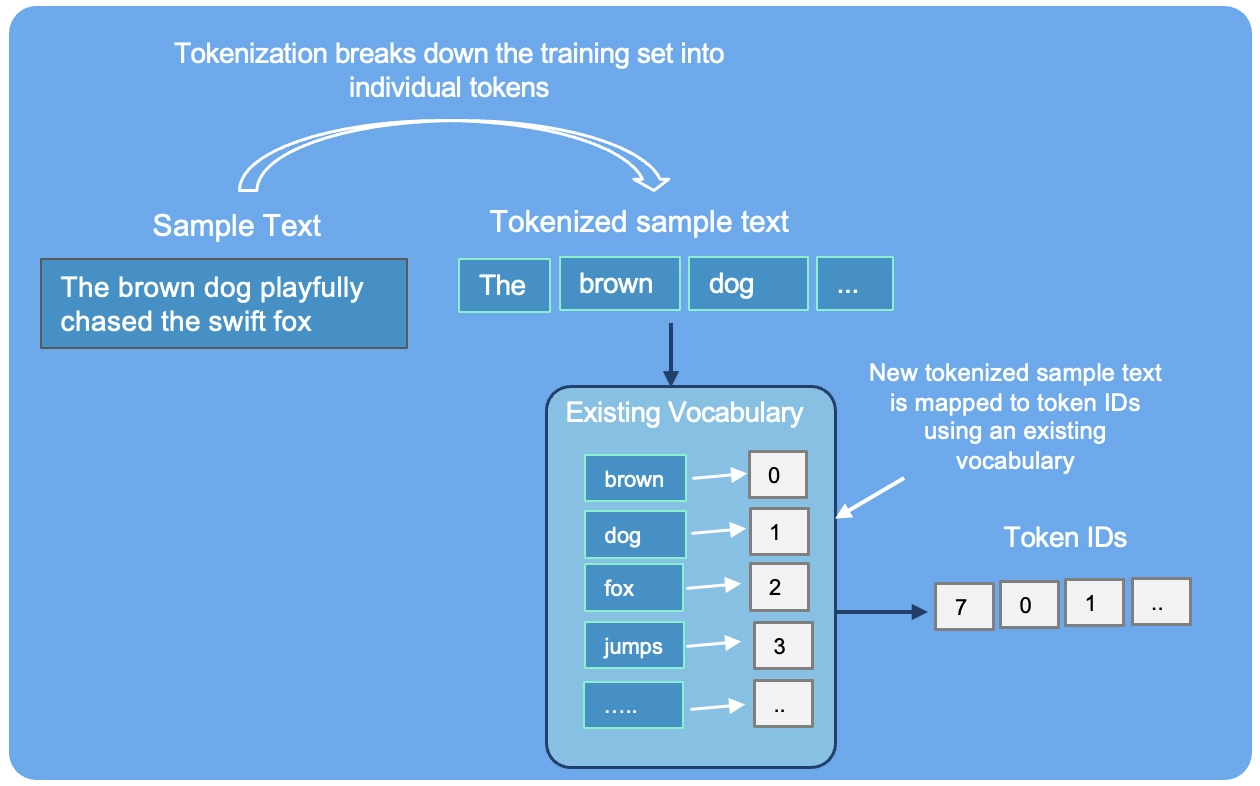 Tokenization breaks down the training set into
individual tokens
Sample Text
The brown dog playfully
chased the swift fox
Tokenized sample text
The
brown
dog
...
Existing Vocabulary
brown
0
dog
1
fox
2
jumps
3
.....
..
New tokenized sample text
is mapped to token IDs
using an existing
vocabulary
Token IDs
7
0
1
..